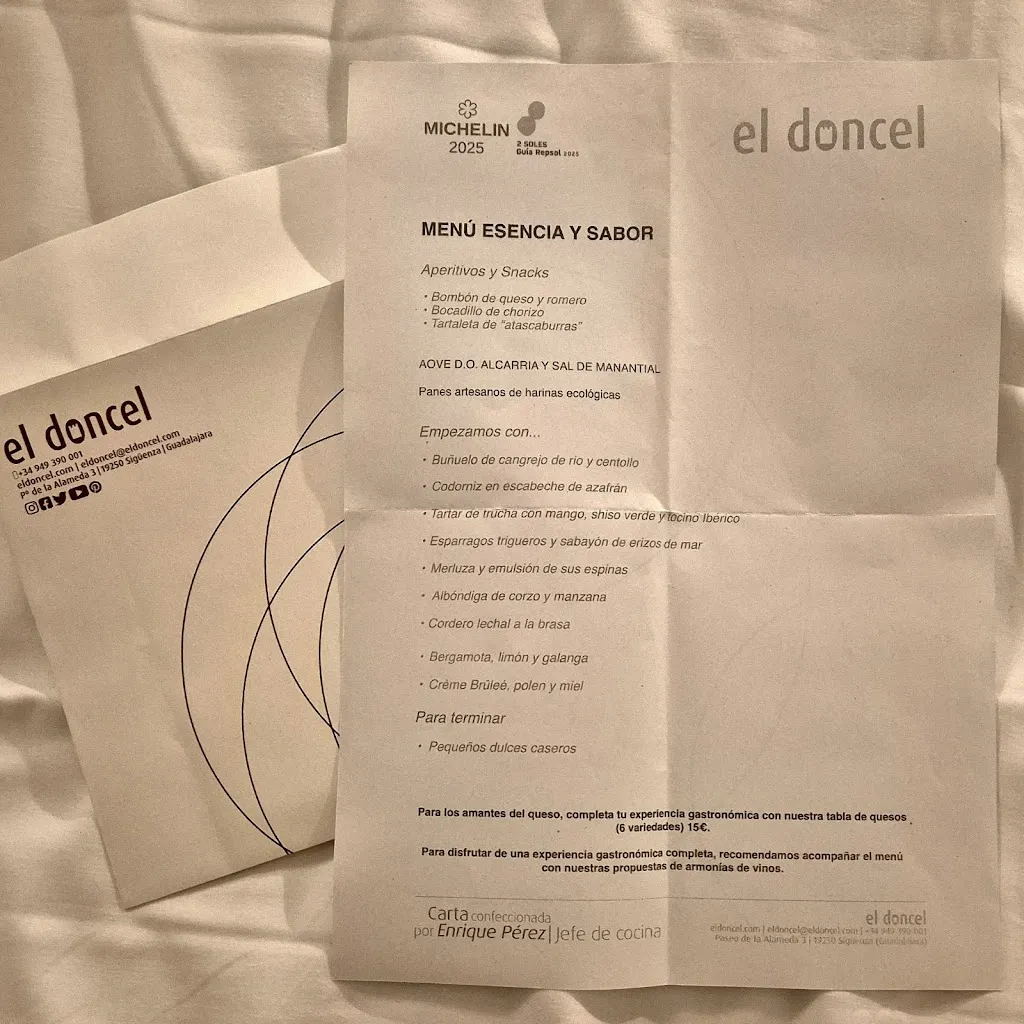 el doncel
+34 949 390 001
eldoncel.com | eldoncel@eldoncel.com
Pº de la Alameda 3 | 19250 Sigüenza | Guadalajara
MICHELIN
2025
2 SOLES
Guía Repsol 2025
el doncel
MENÚ ESENCIA Y SABOR
Aperitivos y Snacks
• Bombón de queso y romero
• Bocadillo de chorizo
• Tartaleta de "atascaburras"
AOVE D.O. ALCARRIA Y SAL DE MANANTIAL
Panes artesanos de harinas ecológicas
Empezamos con...
• Buñuelo de cangrejo de río y centollo
• Codorniz en escabeche de azafrán
• Tartar de trucha con mango, shiso verde y tocino Ibérico
• Esparragos trigueros y sabayón de erizos de mar
• Merluza y emulsión de sus espinas
• Albóndiga de corzo y manzana
• Cordero lechal a la brasa
• Bergamota, limón y galanga
• Crème Brûleé, polen y miel
Para terminar
• Pequeños dulces caseros
Para los amantes del queso, completa tu experiencia gastronómica con nuestra tabla de quesos
(6 variedades) 15€.
Para disfrutar de una experiencia gastronómica completa, recomendamos acompañar el menú
con nuestras propuestas de armonías de vinos.
Carta confeccionada
por Enrique Pérez | Jefe de cocina
el doncel
eldoncel.com | eldoncel@eldoncel.com | +34 949 390 001
Paseo de la Alameda 3 | 19250 Sigüenza (Guadalajara)